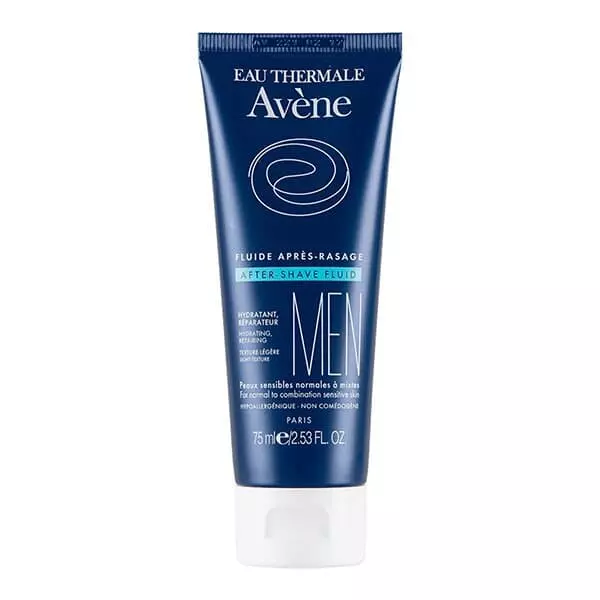 EAU THERMALE
Avène
FLUIDE APRÈS-RASAGE
AFTER-SHAVE FLUID
HYDRATANT,
RÉPARATEUR
HYDRATING,
REPAIRING
TEXTURE LÉGÈRE
LIGHT-TEXTURE
MEN
Peaux sensibles normales à mixtes
For normal to combination sensitive skin
HYPOALLERGÉNIQUE - NON COMÉDOGÈNE
PARIS
75 ml e/2.53 FL. OZ.